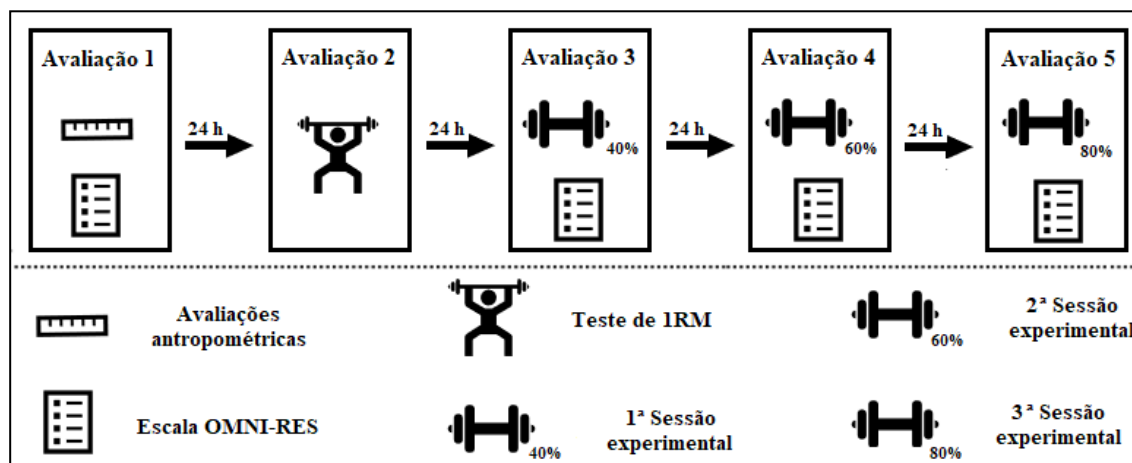 Avaliação 1
Avaliação 2
Avaliação 3
Avaliação 4
Avaliação 5
24 h
24 h
24 h
24 h
40%
60%
80%
Avaliações
antropométricas
Teste de 1RM
60%
2ª Sessão
experimental
Escala OMNI-RES
40%
1ª Sessão
experimental
80%
3ª Sessão
experimental